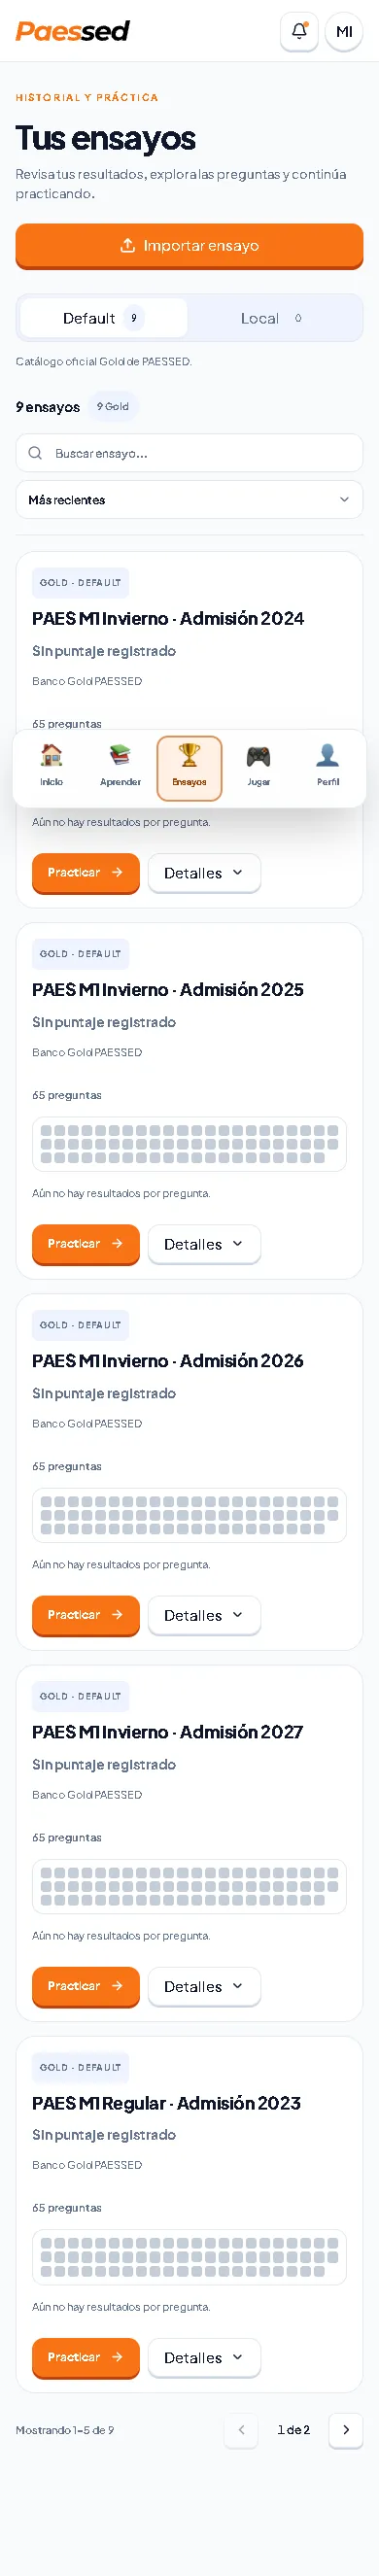 Paessed
MI
HISTORIAL Y PRÁCTICA
Tus ensayos
Revisa tus resultados, explora las preguntas y continúa
practicando.
Importar ensayo
Default 9
Local 0
Catálogo oficial Gold de PAESSED.
9 ensayos 9 Gold
Buscar ensayo...
Más recientes
GOLD · DEFAULT
PAES M1 Invierno · Admisión 2024
Sin puntaje registrado
Banco Gold PAESSED
65 preguntas
Inicio Aprender Ensayos Jugar Perfil
Aún no hay resultados por pregunta.
Practicar Detalles
GOLD · DEFAULT
PAES M1 Invierno · Admisión 2025
Sin puntaje registrado
Banco Gold PAESSED
65 preguntas
Aún no hay resultados por pregunta.
Practicar Detalles
GOLD · DEFAULT
PAES M1 Invierno · Admisión 2026
Sin puntaje registrado
Banco Gold PAESSED
65 preguntas
Aún no hay resultados por pregunta.
Practicar Detalles
GOLD · DEFAULT
PAES M1 Invierno · Admisión 2027
Sin puntaje registrado
Banco Gold PAESSED
65 preguntas
Aún no hay resultados por pregunta.
Practicar Detalles
GOLD · DEFAULT
PAES M1 Regular · Admisión 2023
Sin puntaje registrado
Banco Gold PAESSED
65 preguntas
Aún no hay resultados por pregunta.
Practicar Detalles
Mostrando 1–5 de 9 1 de 2